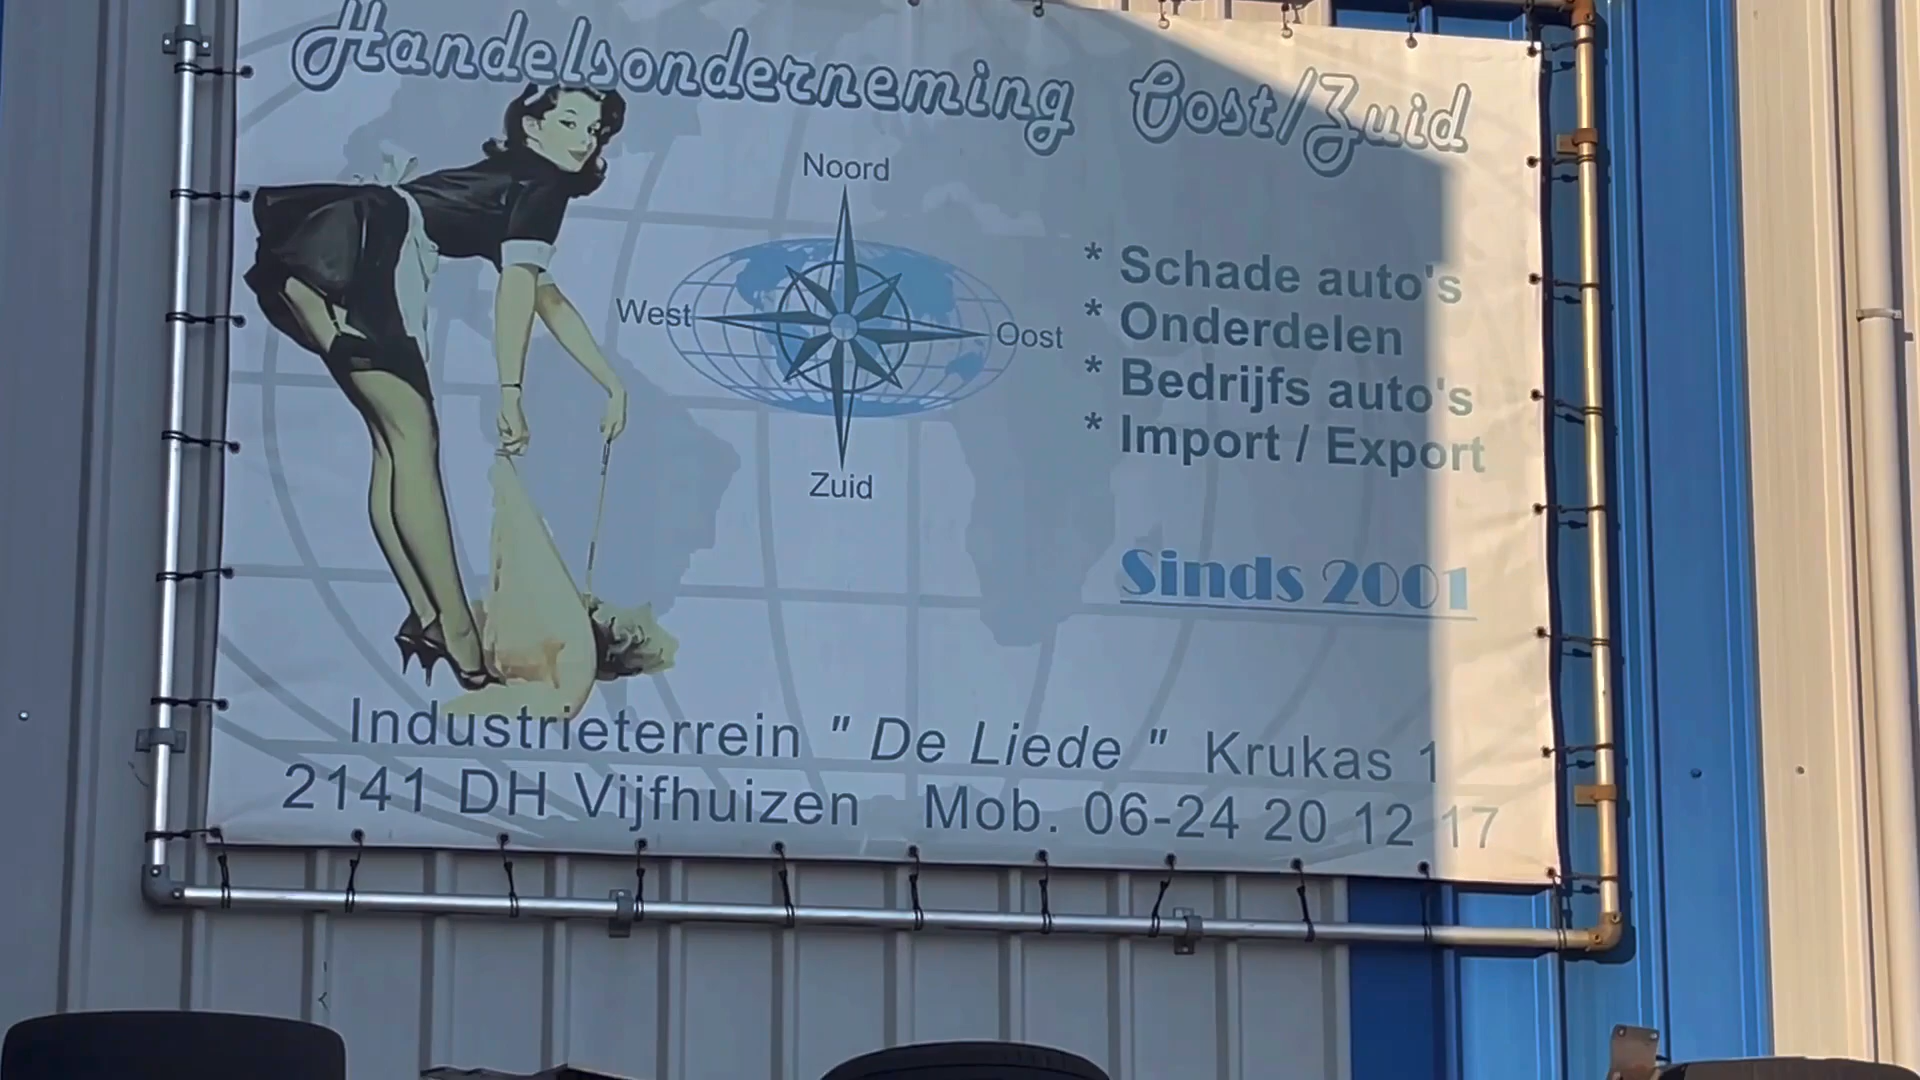 Handelsonderneming Oost/Zuid
Noord
West
Oost
Zuid
* Schade auto's
* Onderdelen
* Bedrijfs auto's
* Import / Export
Sinds 2001
Industrieterrein " De Liede " Krukas 1
2141 DH Vijfhuizen Mob. 06-24 20 12 17